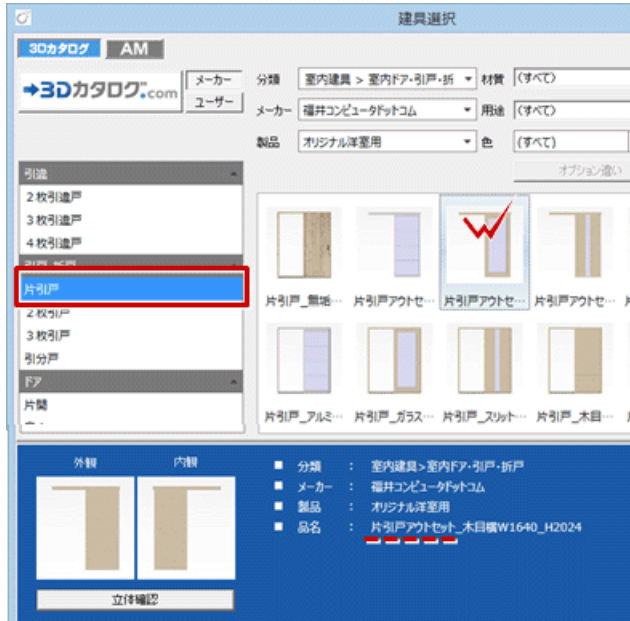 建具選択
3Dカタログ AM
➔3Dカタログ.com
メーカー
ユーザー
分類 室内建具 > 室内ドア・引戸・折 材質 (すべて)
メーカー 福井コンピュータドットコム 用途 (すべて)
製品 オリジナル洋室用 色 (すべて)
オプション違い
引違
2枚引違戸
3枚引違戸
4枚引違戸
引戸・折戸
片引戸
2枚引戸
3枚引戸
引分戸
ドア
片開
片引戸_無垢… 片引戸アウトセ… 片引戸アウトセ… 片引戸アウトセ…
片引戸_アルミ… 片引戸_ガラス… 片引戸_スリット… 片引戸_木目…
外観 内観
立体確認
■ 分類 : 室内建具>室内ドア・引戸・折戸
■ メーカー : 福井コンピュータドットコム
■ 製品 : オリジナル洋室用
■ 品名 : 片引戸アウトセット_木目横W1640_H2024